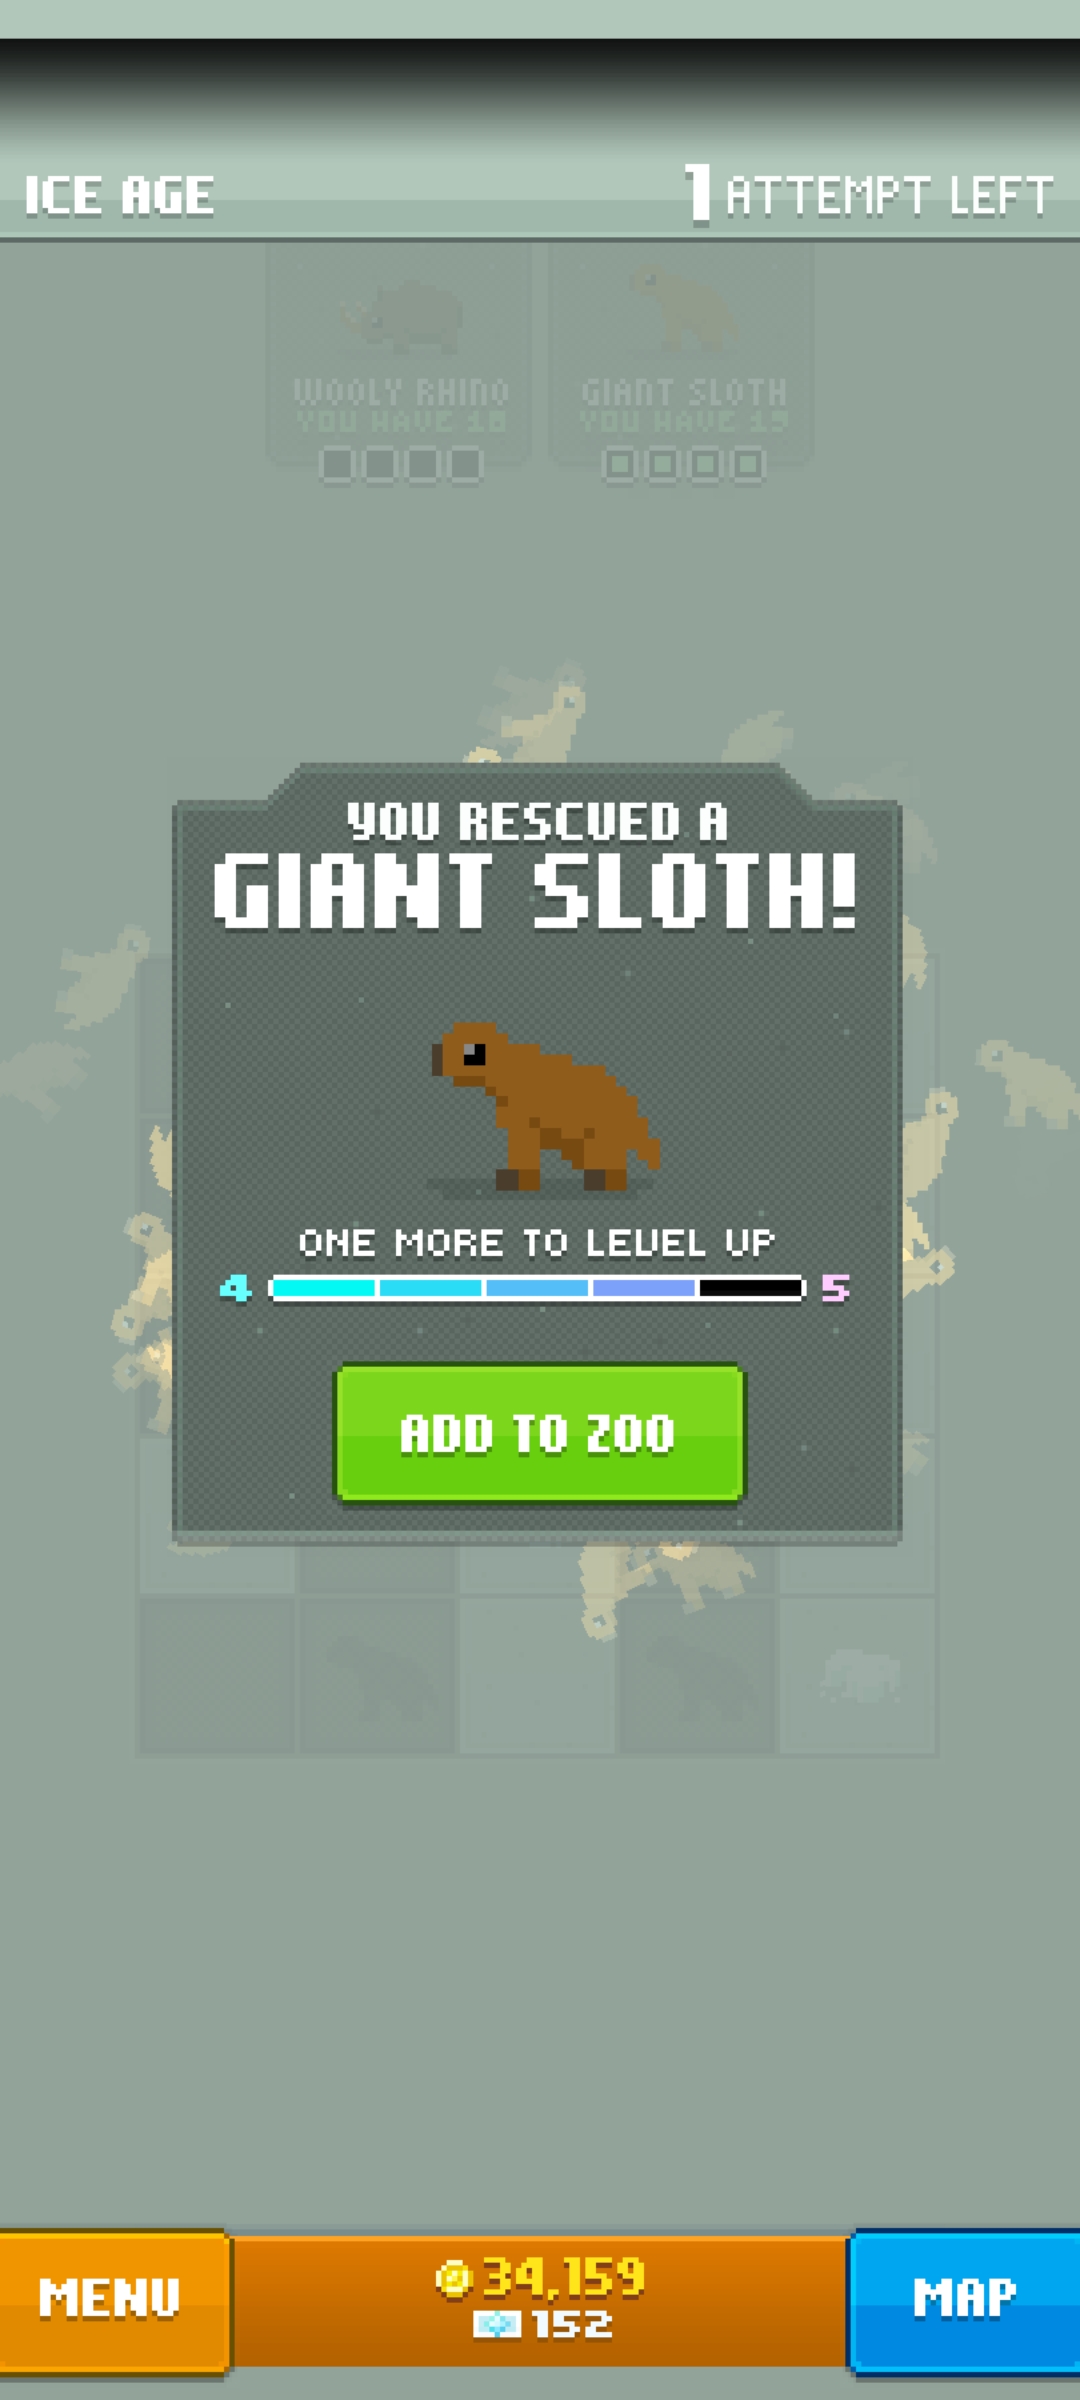 ICE AGE
1 ATTEMPT LEFT
WOOLY RHINO
YOU HAVE 18
GIANT SLOTH
YOU HAVE 19
YOU RESCUED A
GIANT SLOTH!
ONE MORE TO LEVEL UP
4
5
ADD TO ZOO
MENU
34,159
152
MAP